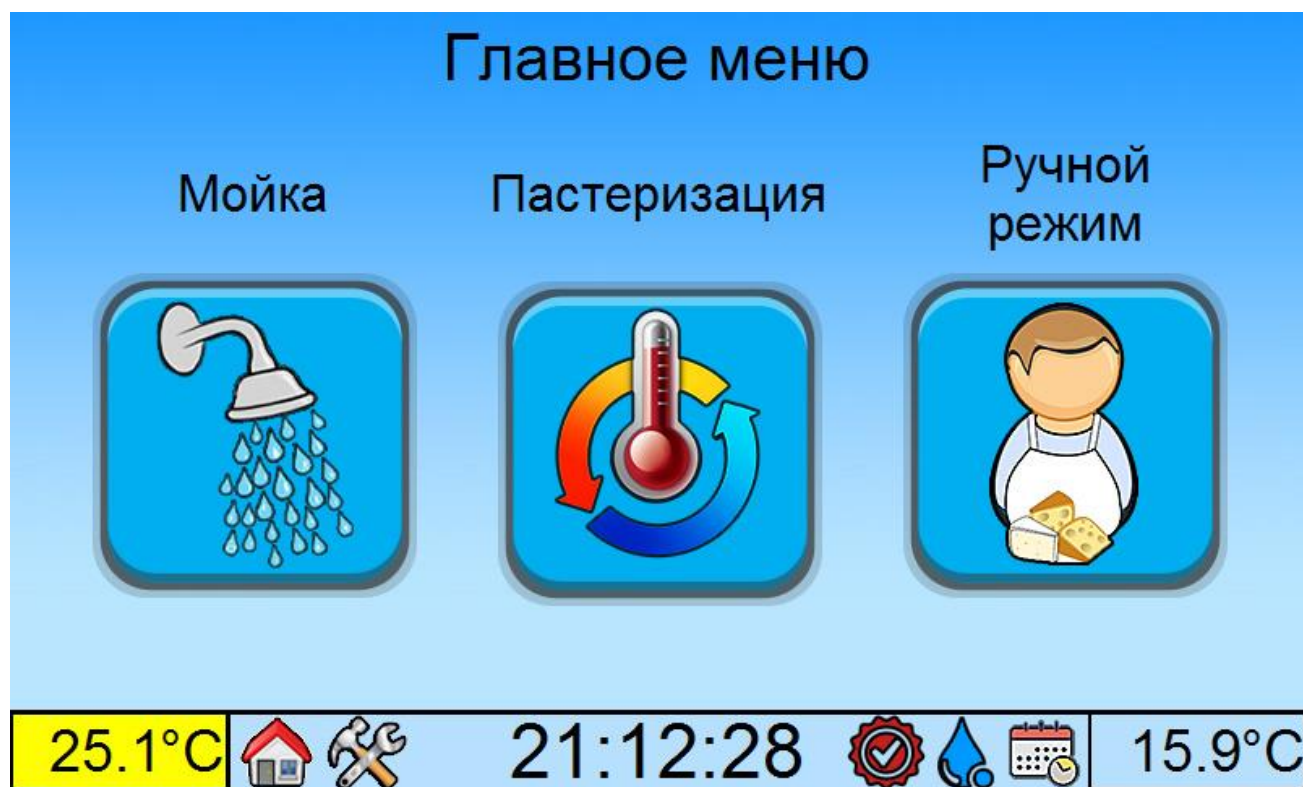 Главное меню
Мойка
Пастеризация
Ручной
режим
25.1°C
21:12:28
15.9°C